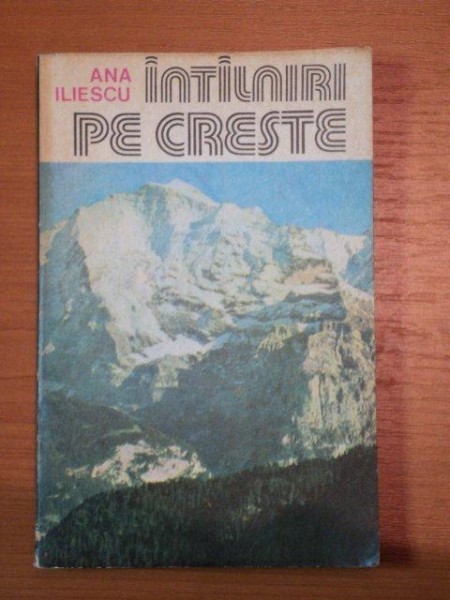 ANA
ILIESCU
ÎNTÎLNIRI
PE CRESTE